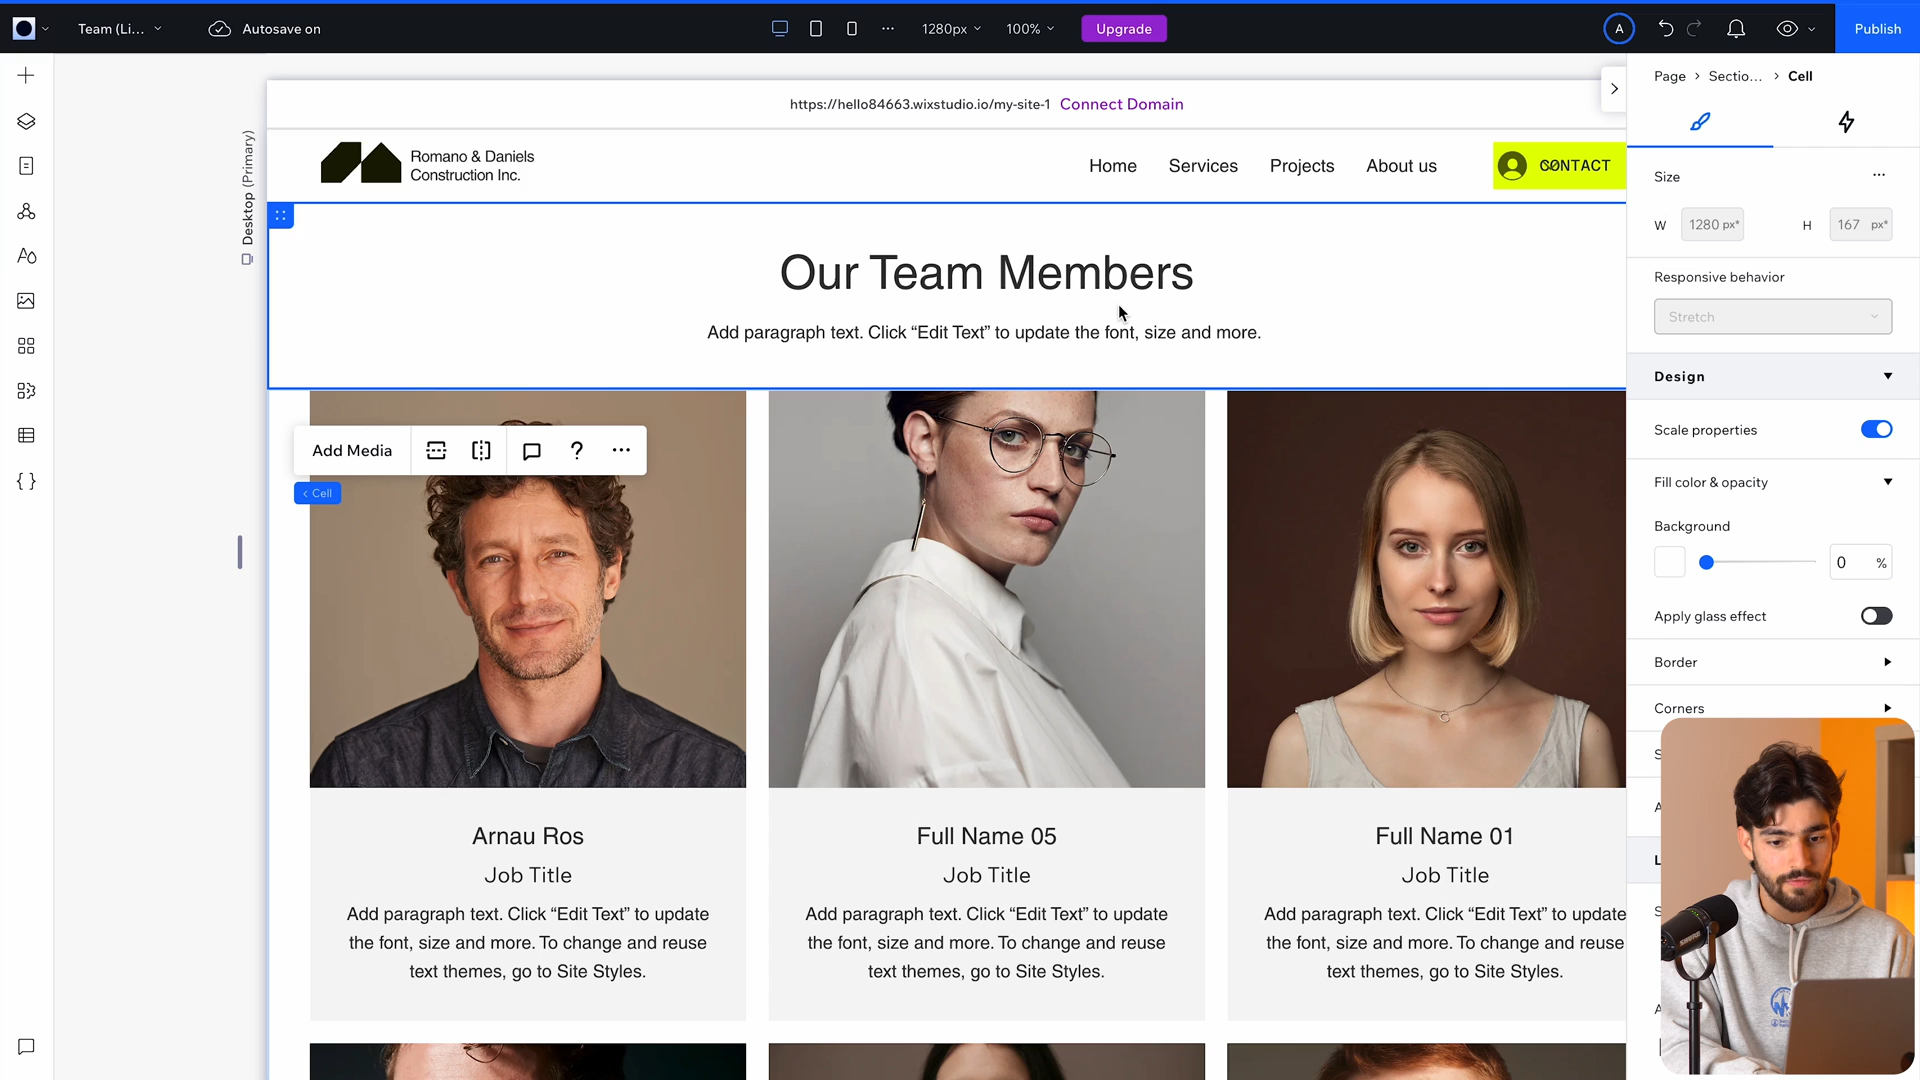 Team (Li...
Autosave on
1280px
100%
Upgrade
A
Publish
https://hello84663.wixstudio.io/my-site-1 Connect Domain
Desktop (Primary)
Romano & Daniels
Construction Inc.
Home Services Projects About us
CONTACT
Our Team Members
Add paragraph text. Click “Edit Text” to update the font, size and more.
Add Media
?
< Cell
Arnau Ros
Job Title
Add paragraph text. Click “Edit Text” to update
the font, size and more. To change and reuse
text themes, go to Site Styles.
Full Name 05
Job Title
Add paragraph text. Click “Edit Text” to update
the font, size and more. To change and reuse
text themes, go to Site Styles.
Full Name 01
Job Title
Add paragraph text. Click “Edit Text” to update
the font, size and more. To change and reuse
text themes, go to Site Styles.
Page > Sectio... > Cell
Size
W 1280 px* H 167 px*
Responsive behavior
Stretch
Design
Scale properties
Fill color & opacity
Background
0 %
Apply glass effect
Border
Corners
SHURE